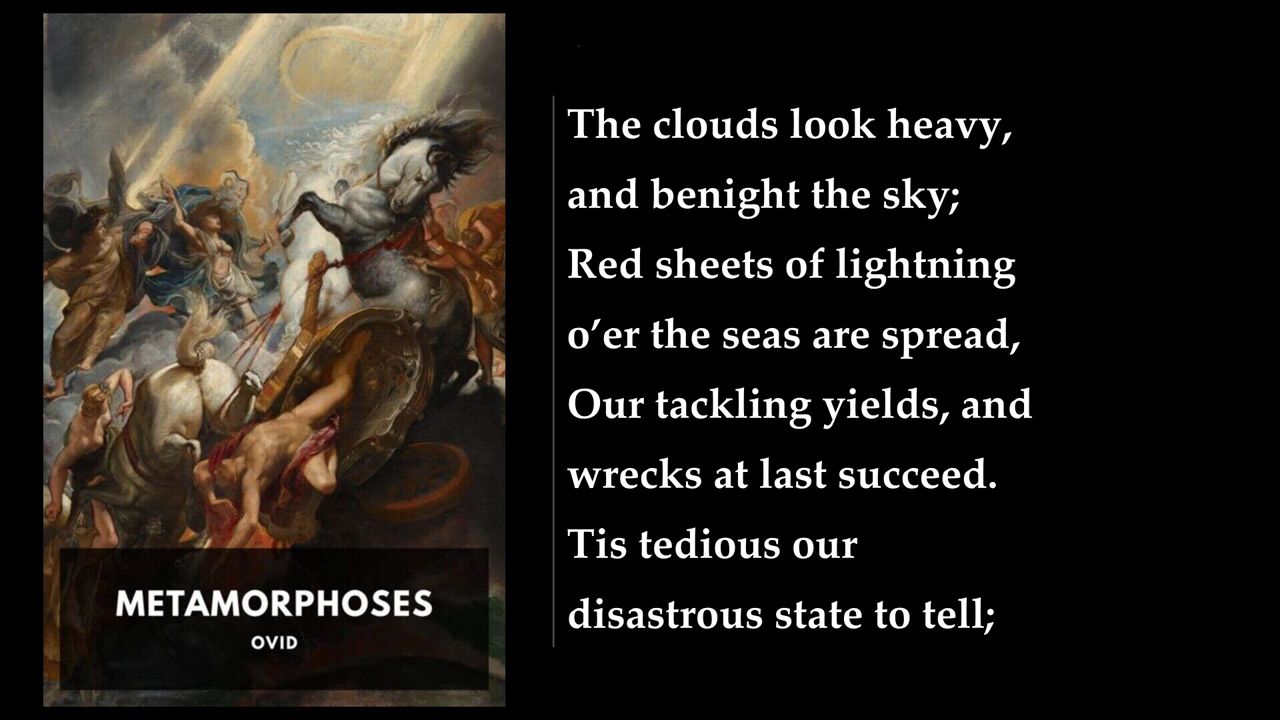 METAMORPHOSES
OVID
The clouds look heavy,
and benight the sky;
Red sheets of lightning
o’er the seas are spread,
Our tackling yields, and
wrecks at last succeed.
Tis tedious our
disastrous state to tell;